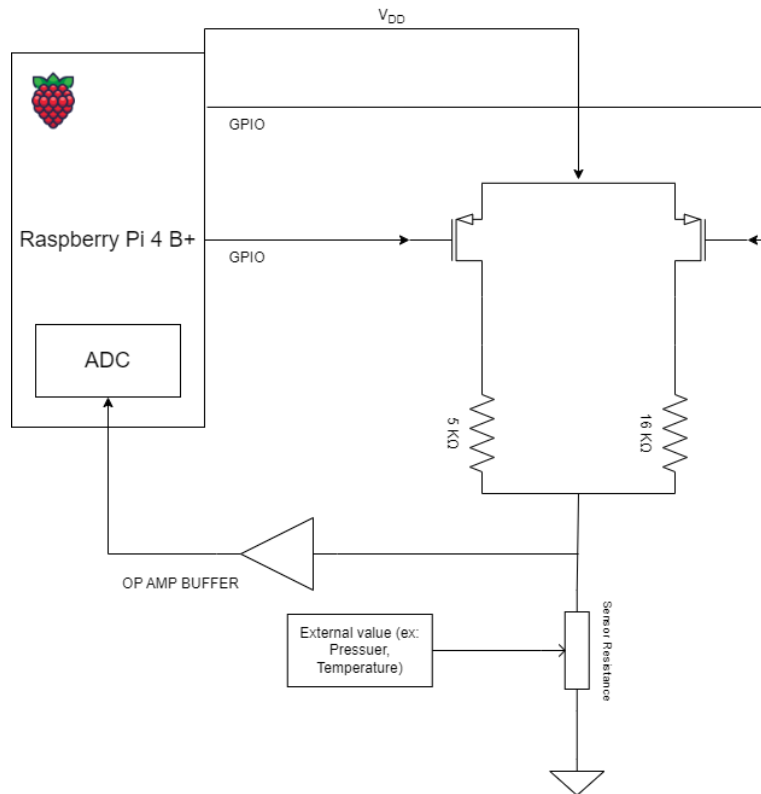 V_DD
GPIO
Raspberry Pi 4 B+
GPIO
ADC
5 KΩ
16 KΩ
OP AMP BUFFER
External value (ex:
Pressuer,
Temperature)
Sensor Resistance